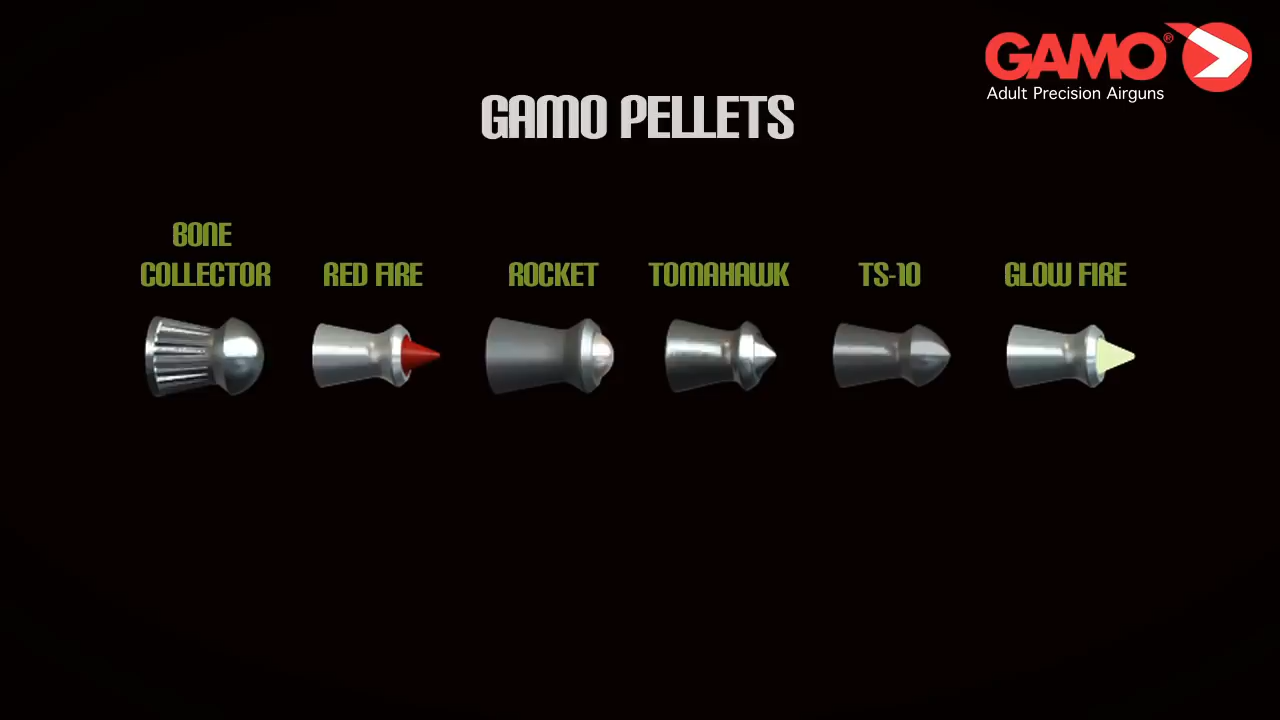 GAMO®
Adult Precision Airguns
GAMO PELLETS
BONE
COLLECTOR
RED FIRE
ROCKET
TOMAHAWK
TS-10
GLOW FIRE